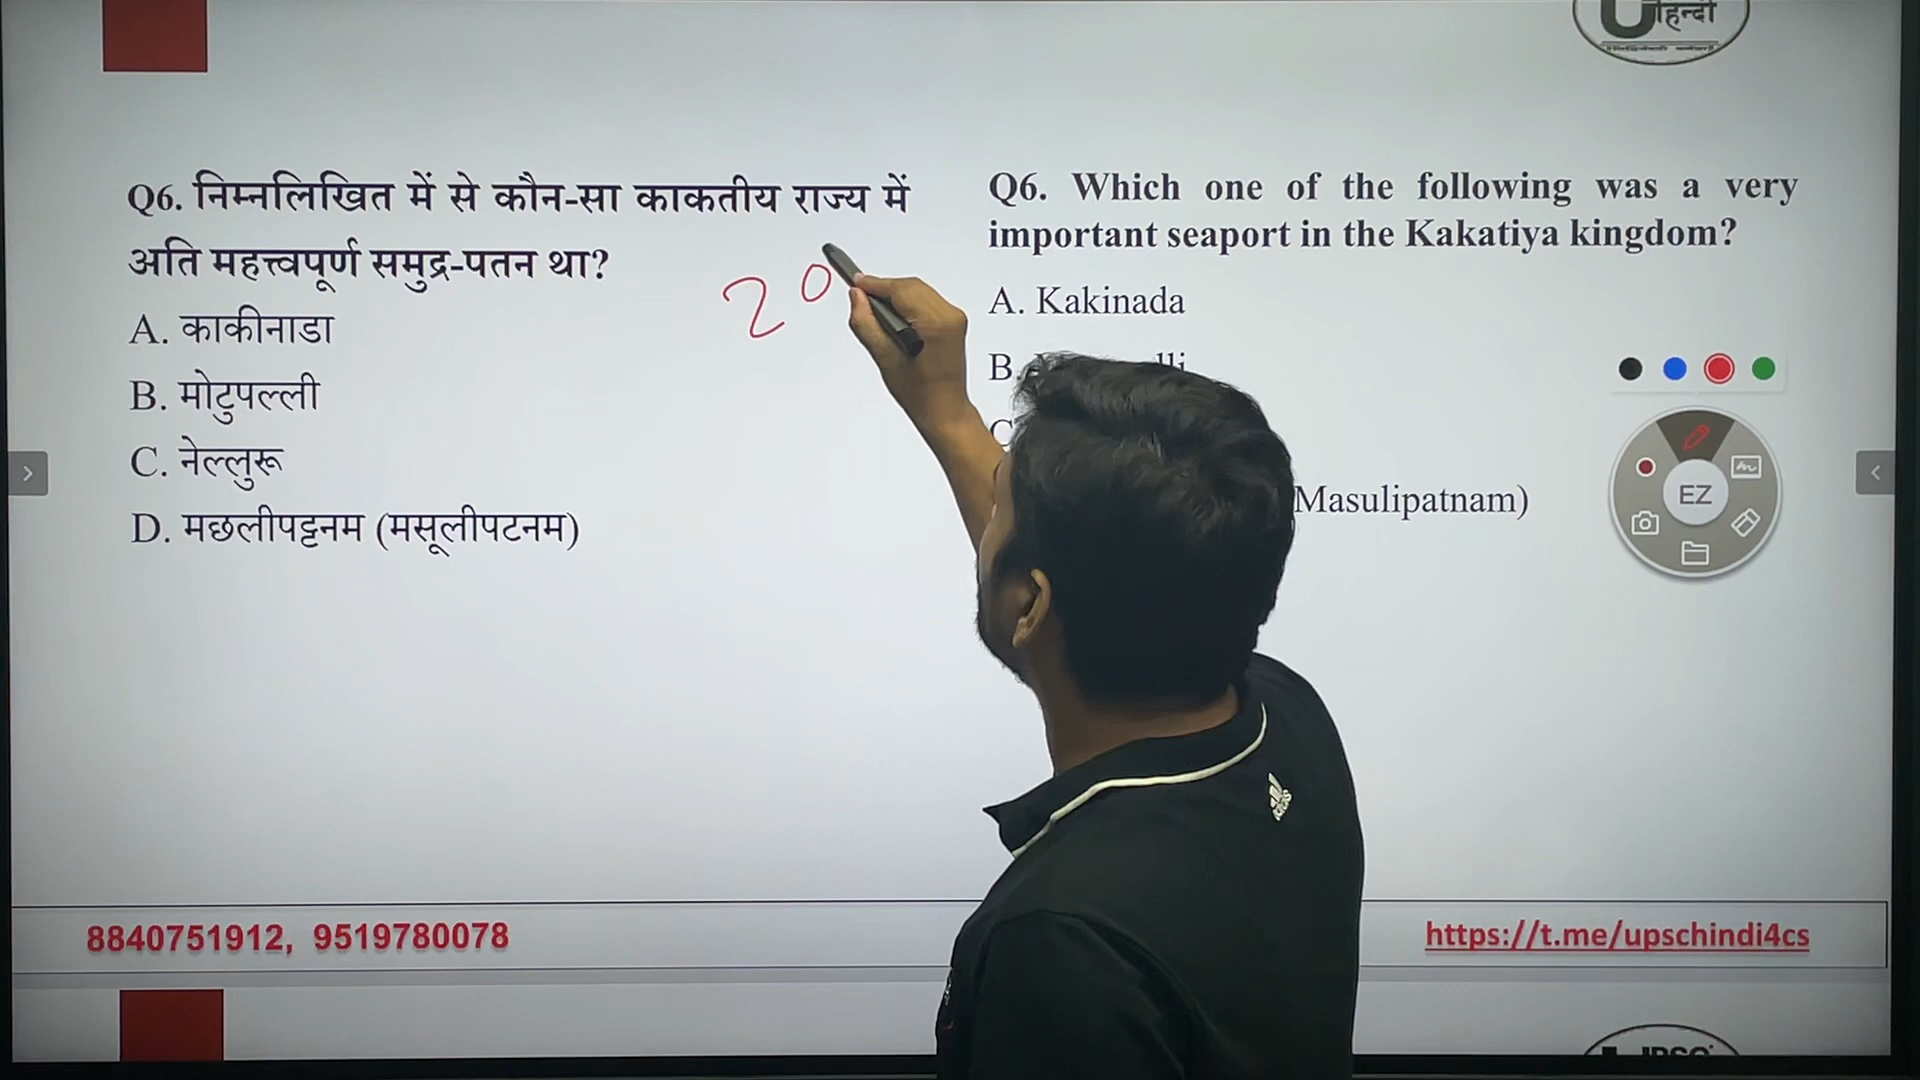 हिन्दी
Q6. निम्नलिखित में से कौन-सा काकतीय राज्य में
अति महत्त्वपूर्ण समुद्र-पतन था?
A. काकीनाडा
B. मोटुपल्ली
C. नेल्लुरू
D. मछलीपट्टनम (मसूलीपटनम)
20
Q6. Which one of the following was a very
important seaport in the Kakatiya kingdom?
A. Kakinada
B.
C
Masulipatnam)
EZ
8840751912, 9519780078
https://t.me/upschindi4cs